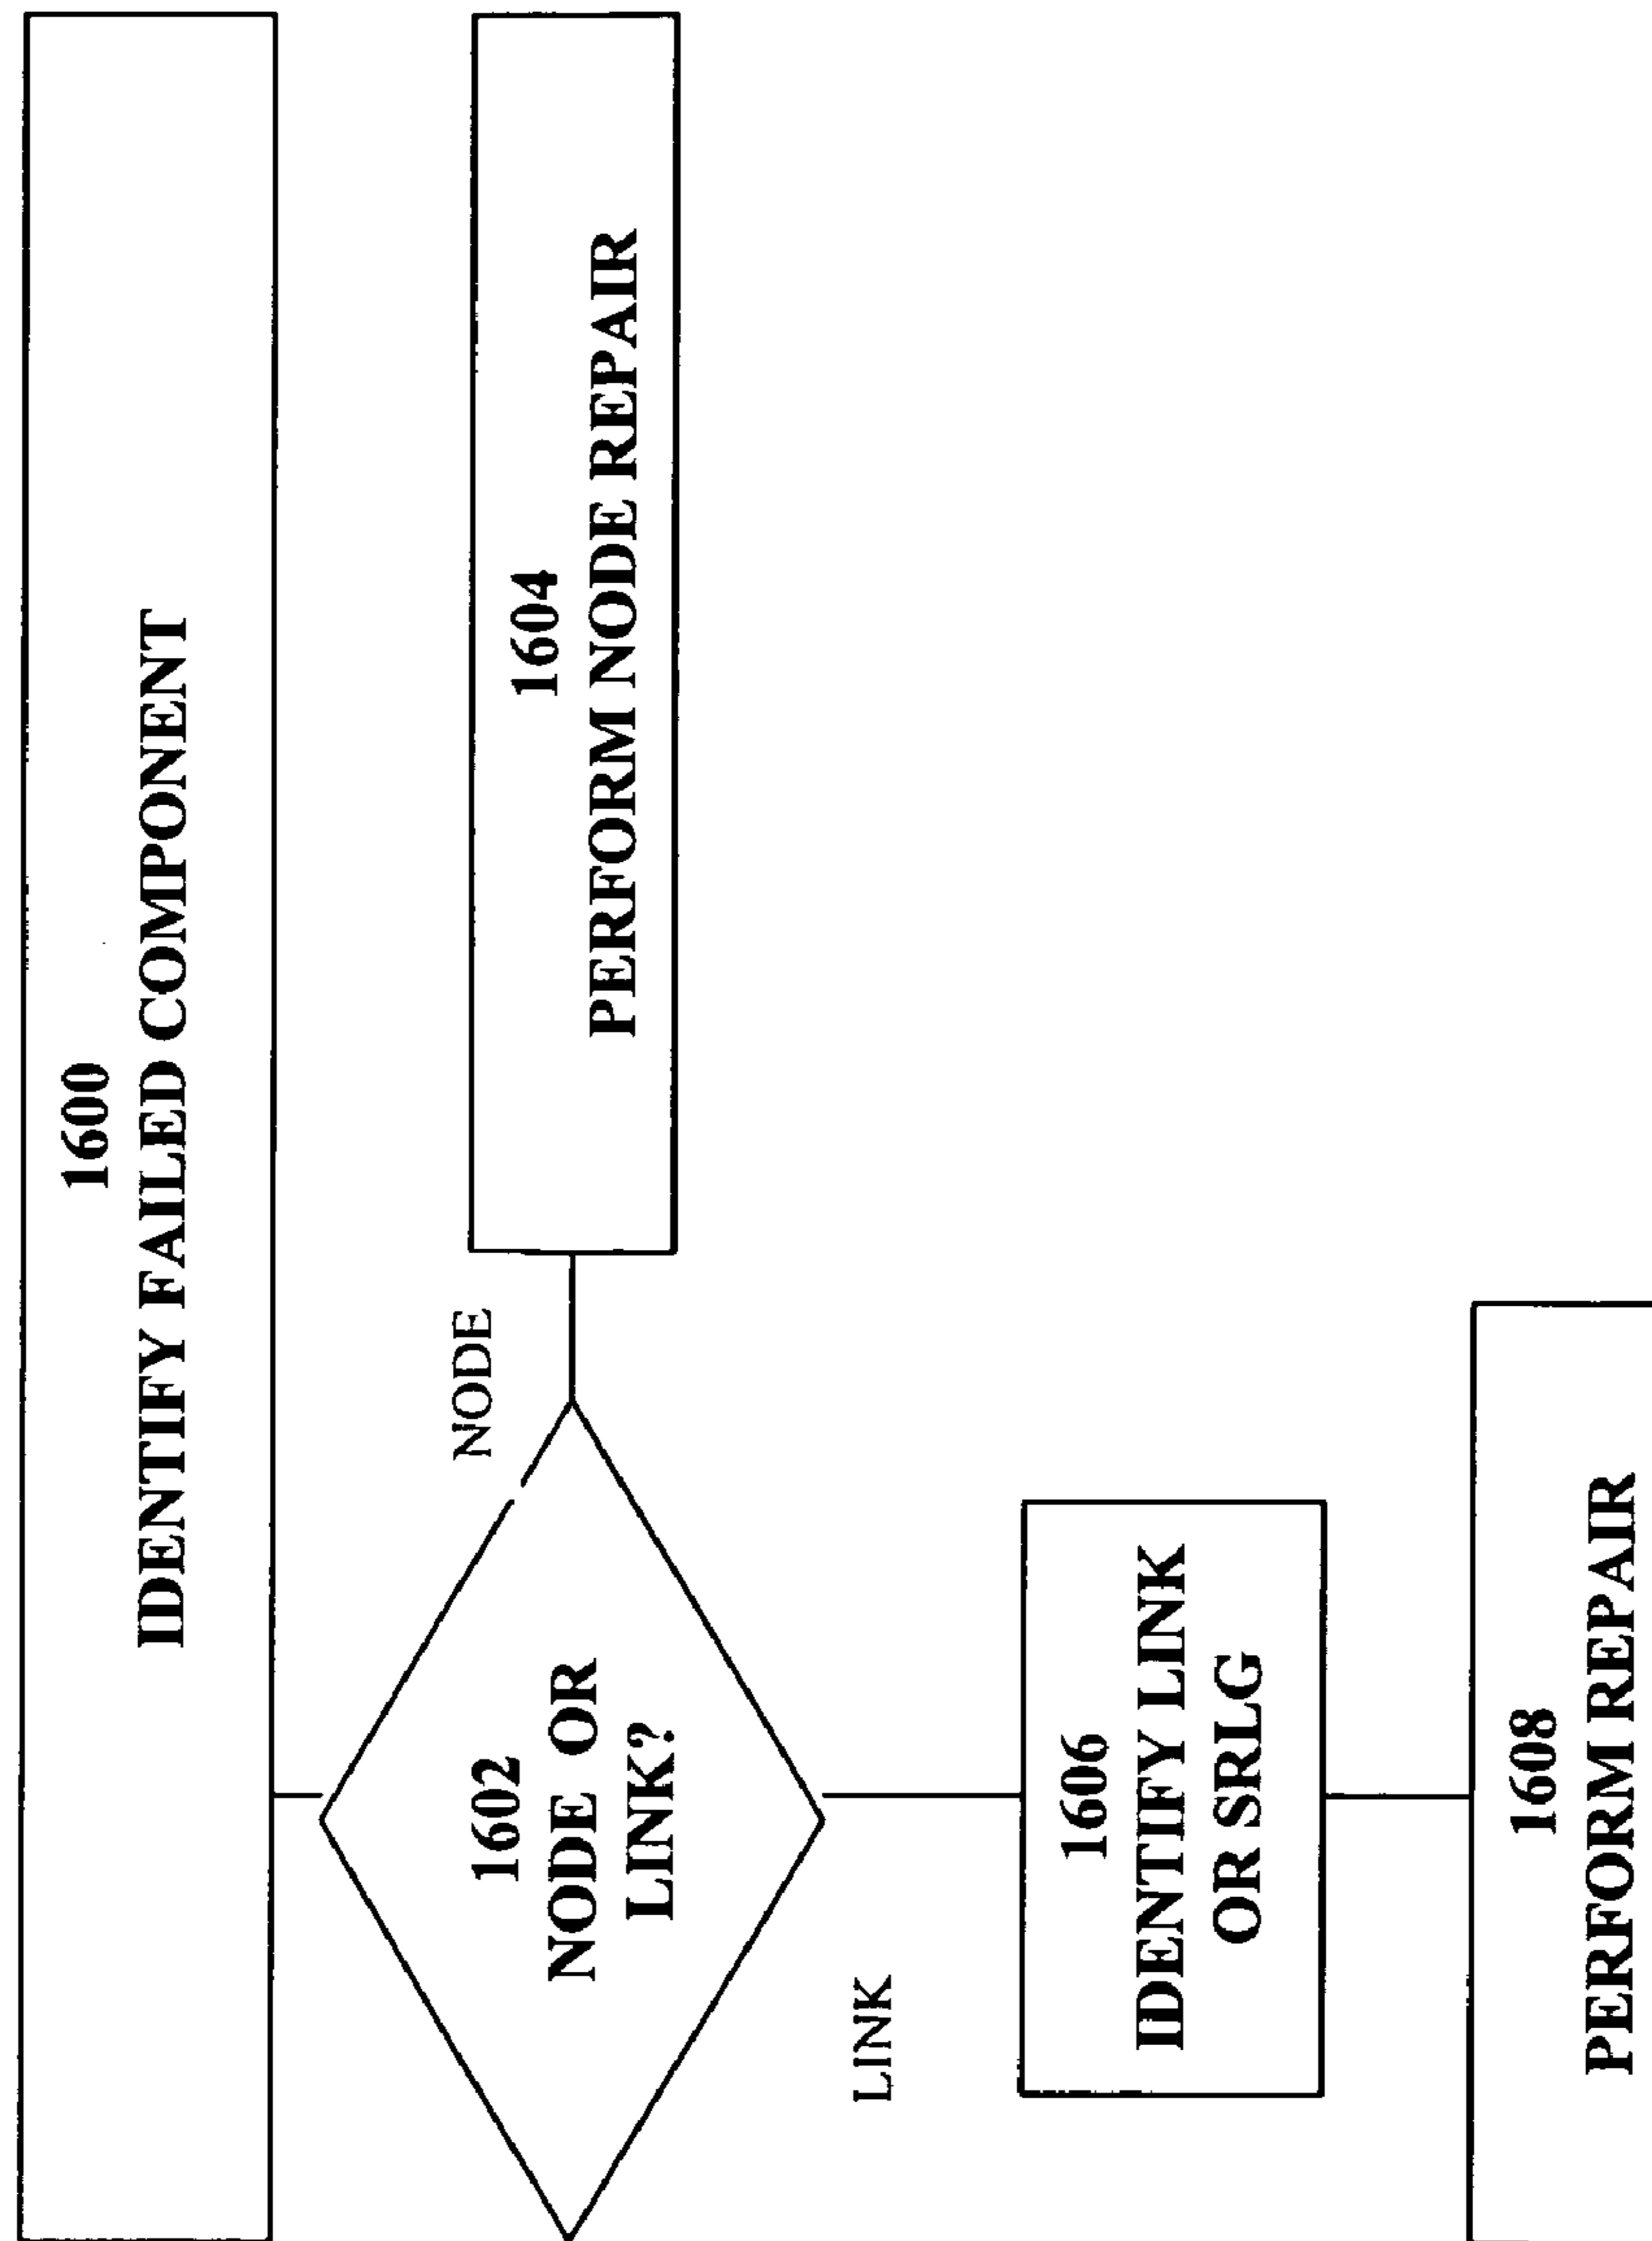 1600
IDENTIFY FAILED COMPONENT
1602
NODE OR
LINK?
NODE
1604
PERFORM NODE REPAIR
LINK
1606
IDENTIFY LINK
OR SRLG
1608
PERFORM REPAIR